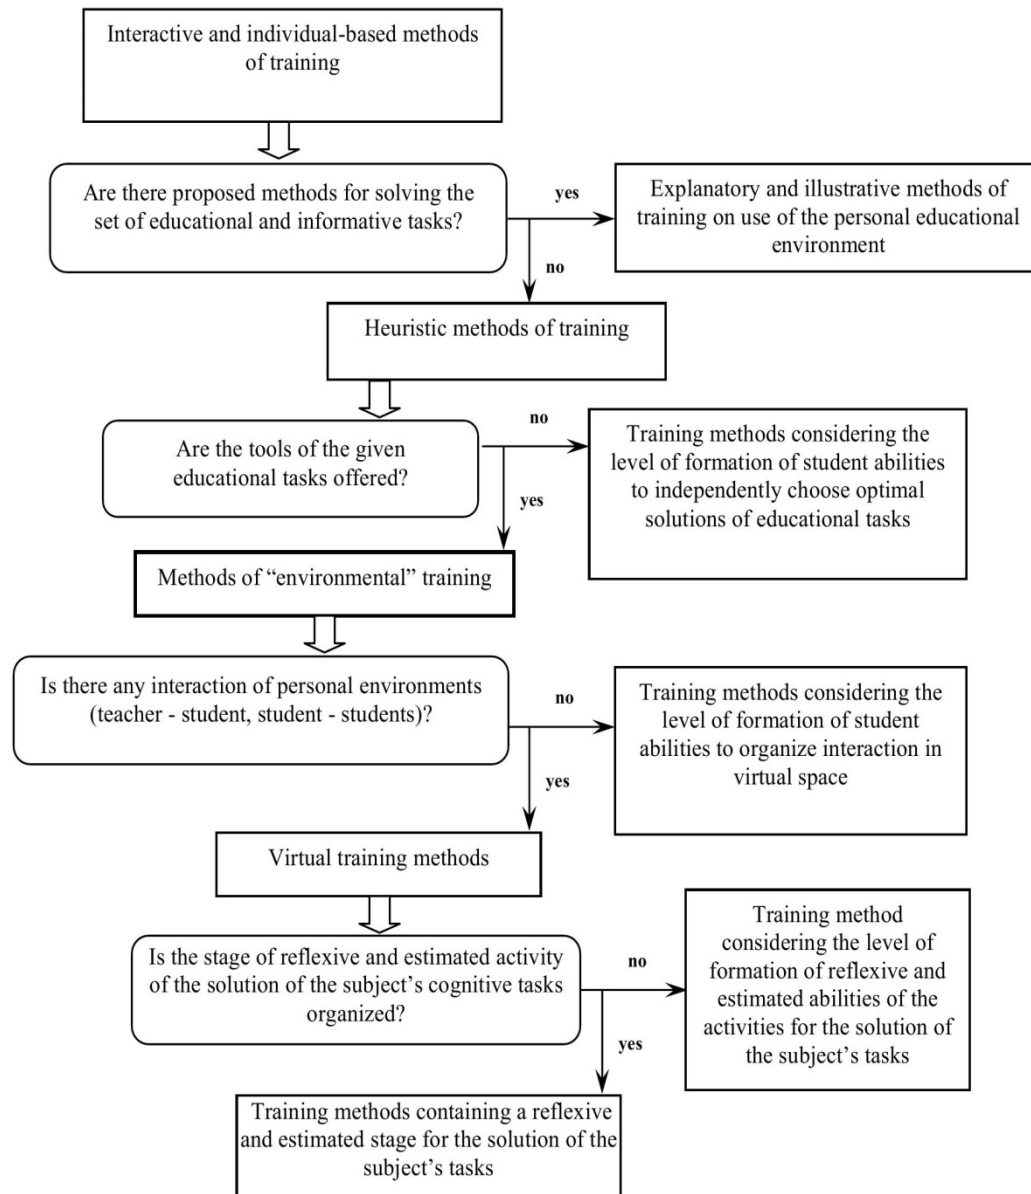 Interactive and individual-based methods
of training
Are there proposed methods for solving the
set of educational and informative tasks?
yes
Explanatory and illustrative methods of
training on use of the personal educational
environment
no
Heuristic methods of training
Are the tools of the given
educational tasks offered?
no
Training methods considering the
level of formation of student abilities
to independently choose optimal
solutions of educational tasks
yes
Methods of “environmental” training
Is there any interaction of personal environments
(teacher - student, student - students)?
no
Training methods considering the
level of formation of student
abilities to organize interaction in
virtual space
yes
Virtual training methods
Is the stage of reflexive and estimated activity
of the solution of the subject’s cognitive tasks
organized?
no
Training method
considering the level of
formation of reflexive and
estimated abilities of the
activities for the solution of
the subject’s tasks
yes
Training methods containing a reflexive
and estimated stage for the solution of the
subject’s tasks